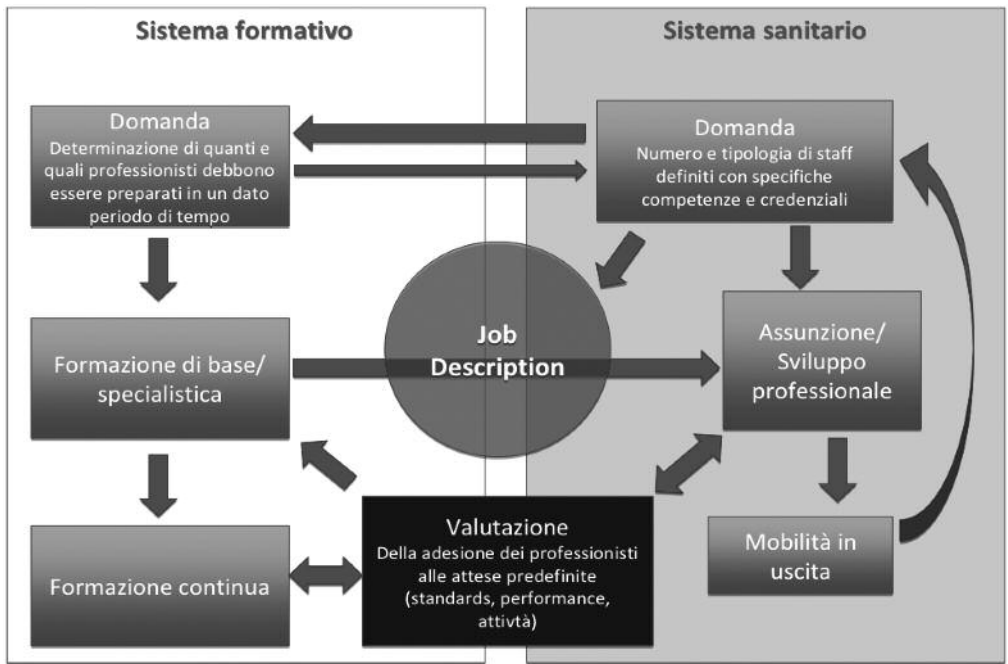 Sistema formativo
Domanda
Determinazione di quanti e
quali professionisti debbono
essere preparati in un dato
periodo di tempo
Formazione di base/
specialistica
Formazione continua
Job
Description
Valutazione
Della adesione dei professionisti
alle attese predefinite
(standards, performance,
attivtà)
Sistema sanitario
Domanda
Numero e tipologia di staff
definiti con specifiche
competenze e credenziali
Assunzione/
Sviluppo
professionale
Mobilità in
uscita